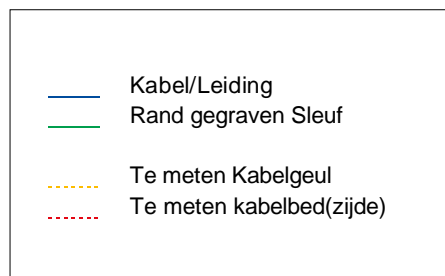 Kabel/Leiding
Rand gegraven Sleuf
Te meten Kabelgeul
Te meten kabelbed(zijde)